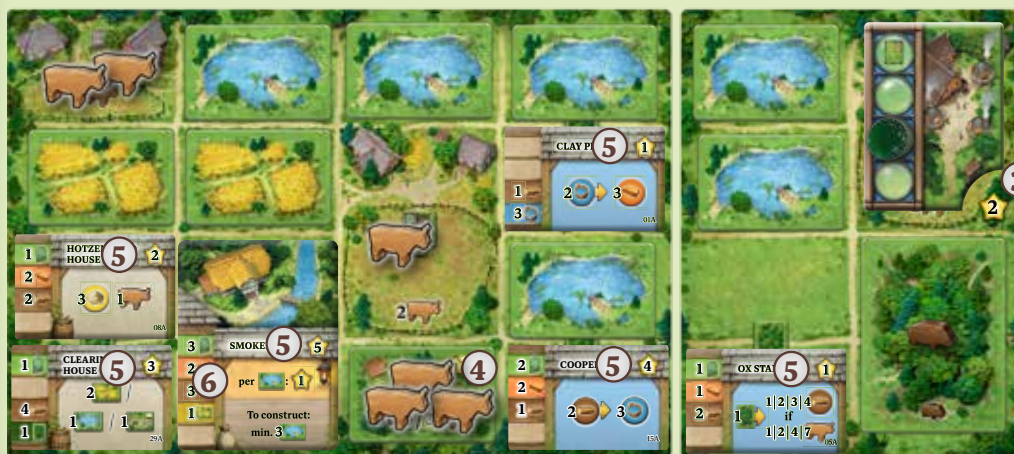 CLAY P 5 1
1
3
2 3
01A
2
1
2
2
HOTZE 5 2
HOUSE
3 1
08A
2
1
4
1
CLEARI 5 3
HOUSE
2 /
1 / 1
29A
3
2
3
1
6
SMOKE 5 5
per : 1
To construct:
min. 3
4
1
2
1
COOPE 5 4
2 3
15A
1
1
2
OX STA 5 1
1 1|2|3|4
if
1|2|4|7
05A